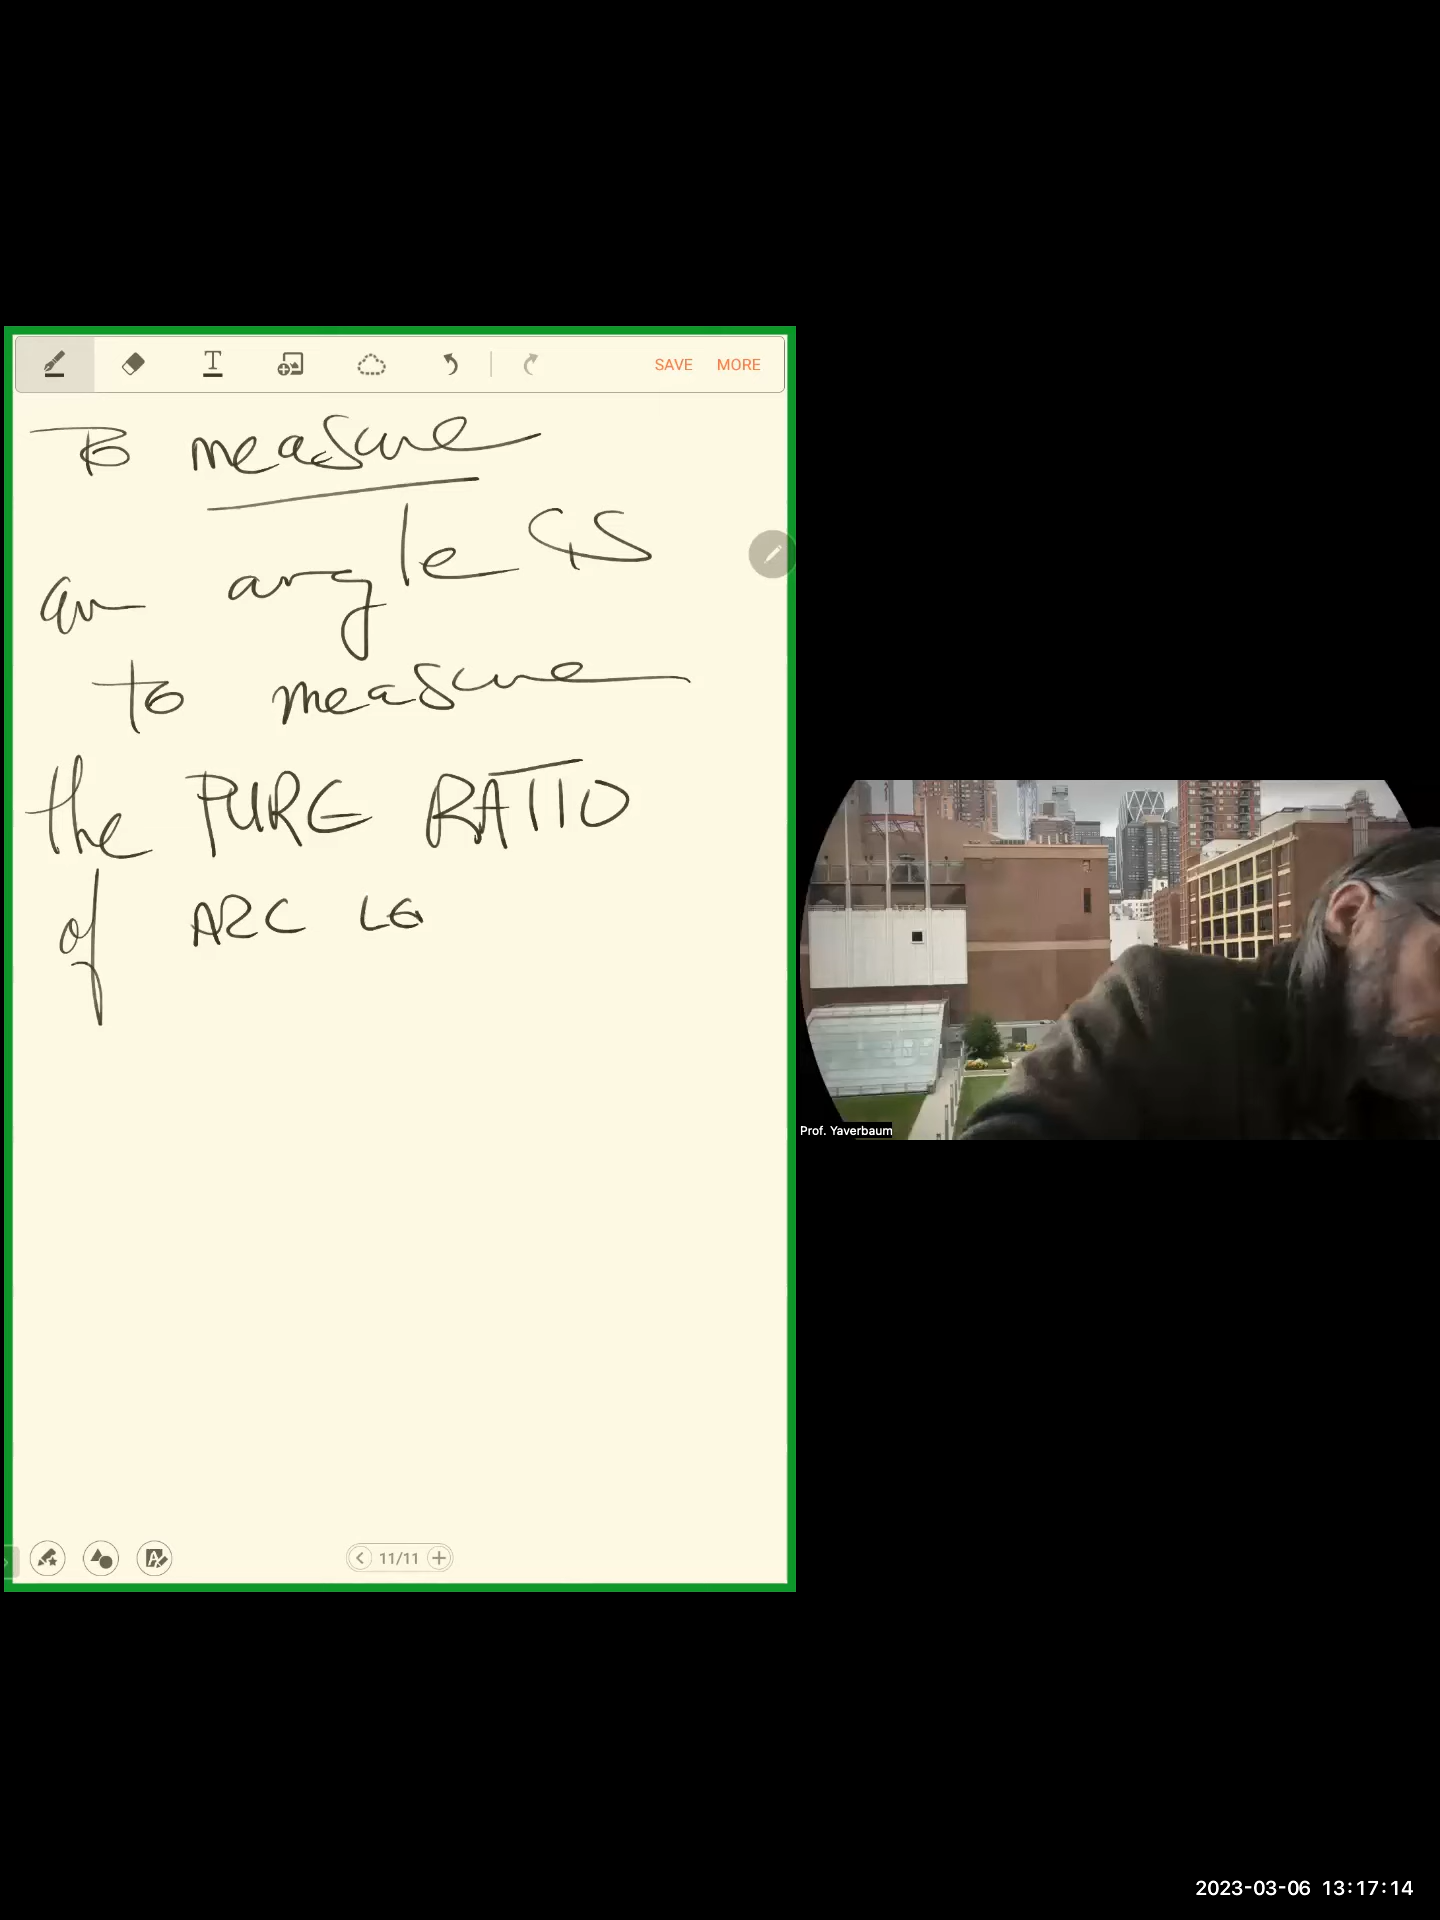 T
SAVE
MORE
To measure
an angle is
to measure
the PURE RATIO
of ARC LE
11/11
Prof. Yaverbaum
2023-03-06 13:17:14